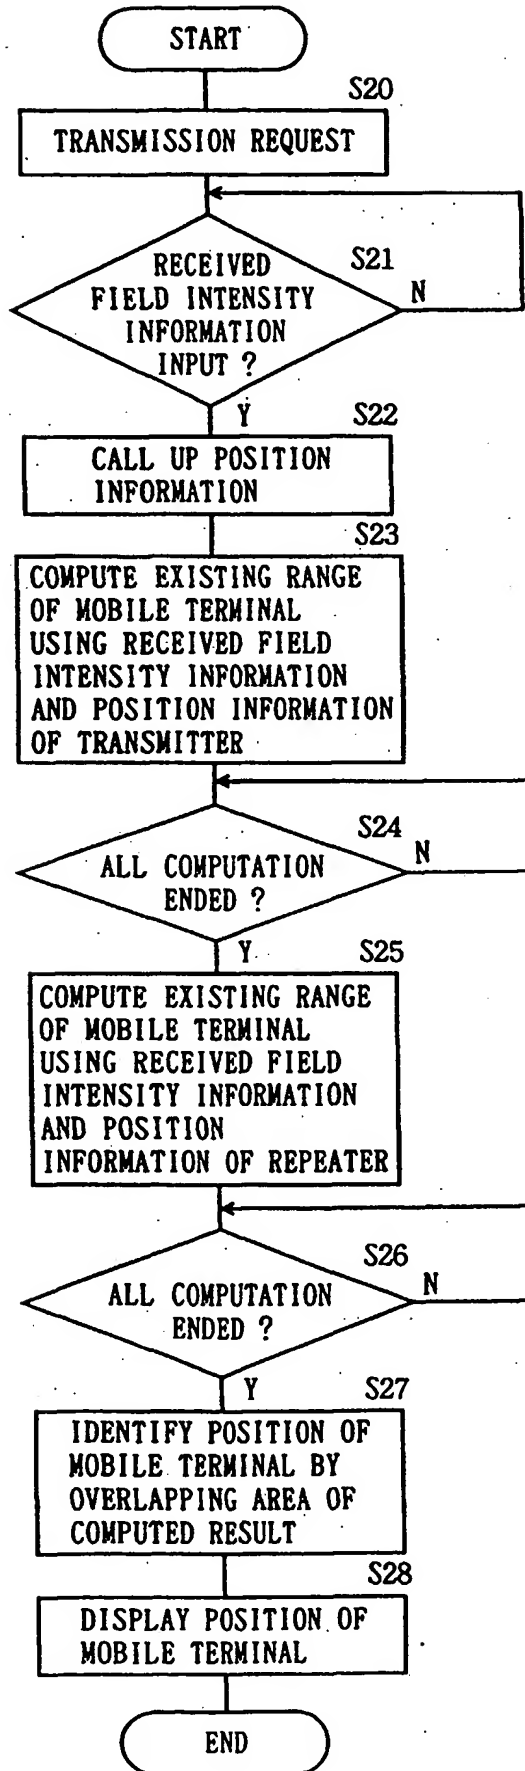 START
S20
TRANSMISSION REQUEST
S21
RECEIVED
FIELD INTENSITY
INFORMATION
INPUT ?
N
Y
S22
CALL UP POSITION
INFORMATION
S23
COMPUTE EXISTING RANGE
OF MOBILE TERMINAL
USING RECEIVED FIELD
INTENSITY INFORMATION
AND POSITION INFORMATION
OF TRANSMITTER
S24
ALL COMPUTATION
ENDED ?
N
Y
S25
COMPUTE EXISTING RANGE
OF MOBILE TERMINAL
USING RECEIVED FIELD
INTENSITY INFORMATION
AND POSITION
INFORMATION OF REPEATER
S26
ALL COMPUTATION
ENDED ?
N
Y
S27
IDENTIFY POSITION OF
MOBILE TERMINAL BY
OVERLAPPING AREA OF
COMPUTED RESULT
S28
DISPLAY POSITION OF
MOBILE TERMINAL
END